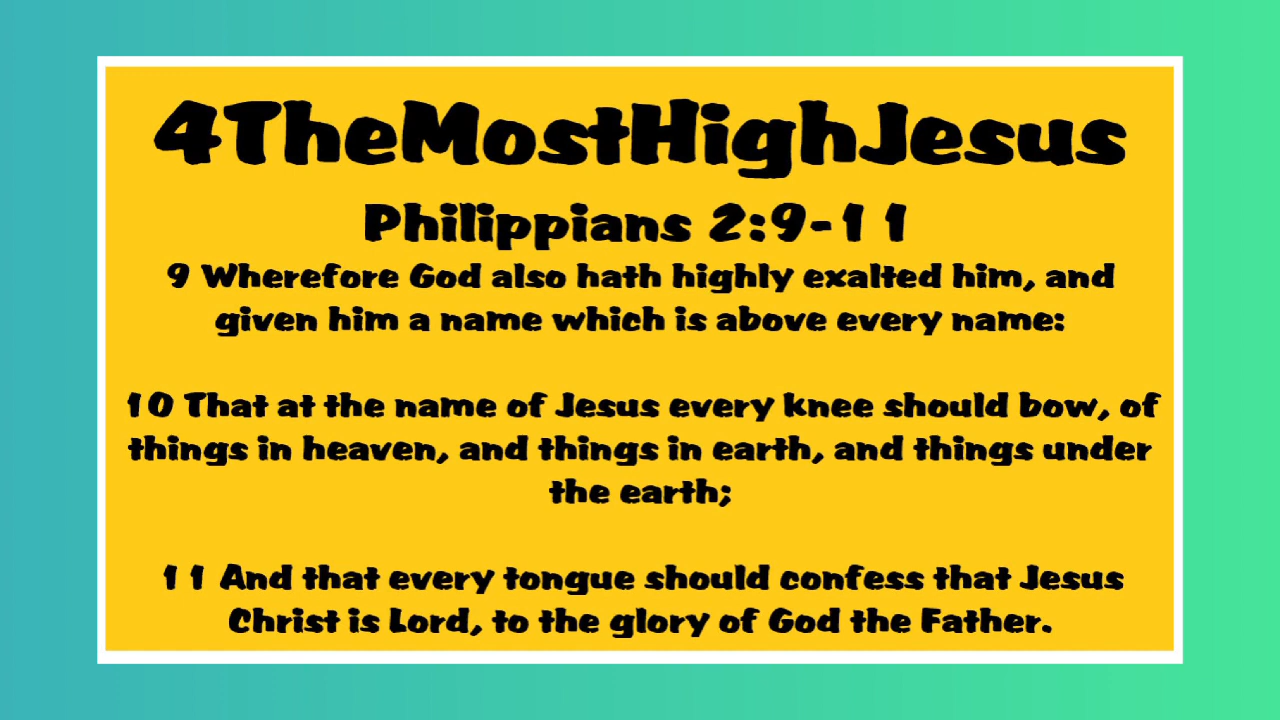 4TheMostHighJesus
Philippians 2:9-11
9 Wherefore God also hath highly exalted him, and
given him a name which is above every name:
10 That at the name of Jesus every knee should bow, of
things in heaven, and things in earth, and things under
the earth;
11 And that every tongue should confess that Jesus
Christ is Lord, to the glory of God the Father.